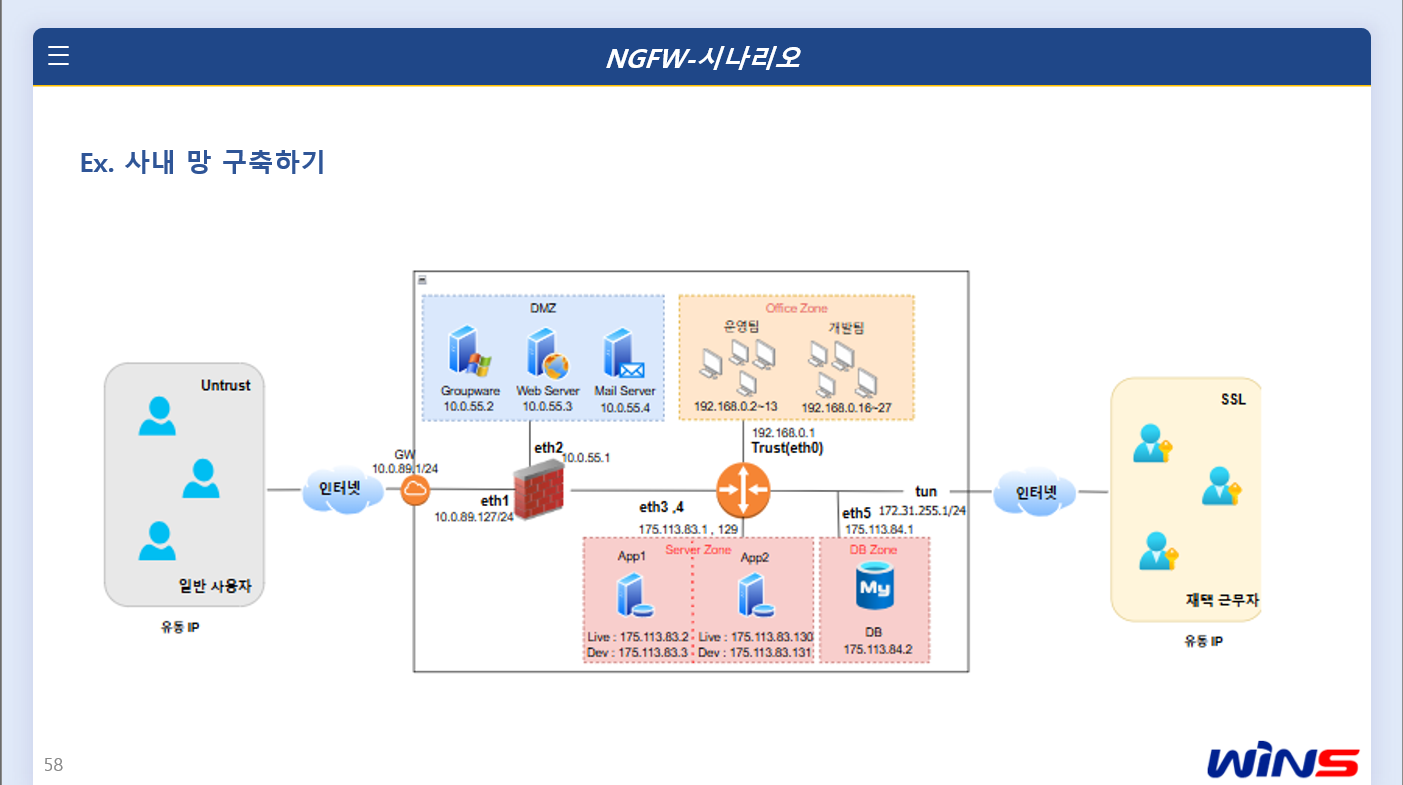 NGFW-시나리오
Ex. 사내 망 구축하기
Untrust
일반 사용자
유동 IP
인터넷
GW
10.0.89.1/24
DMZ
Groupware
10.0.55.2
Web Server
10.0.55.3
Mail Server
10.0.55.4
Office Zone
운영팀
개발팀
192.168.0.2~13
192.168.0.16~27
eth2
10.0.55.1
192.168.0.1
Trust(eth0)
eth1
10.0.89.127/24
eth3 ,4
175.113.83.1 , 129
tun
172.31.255.1/24
eth5
175.113.84.1
Server Zone
App1
App2
Live : 175.113.83.2
Dev : 175.113.83.3
Live : 175.113.83.130
Dev : 175.113.83.131
DB Zone
My
DB
175.113.84.2
인터넷
SSL
재택 근무자
유동 IP
58
WINS